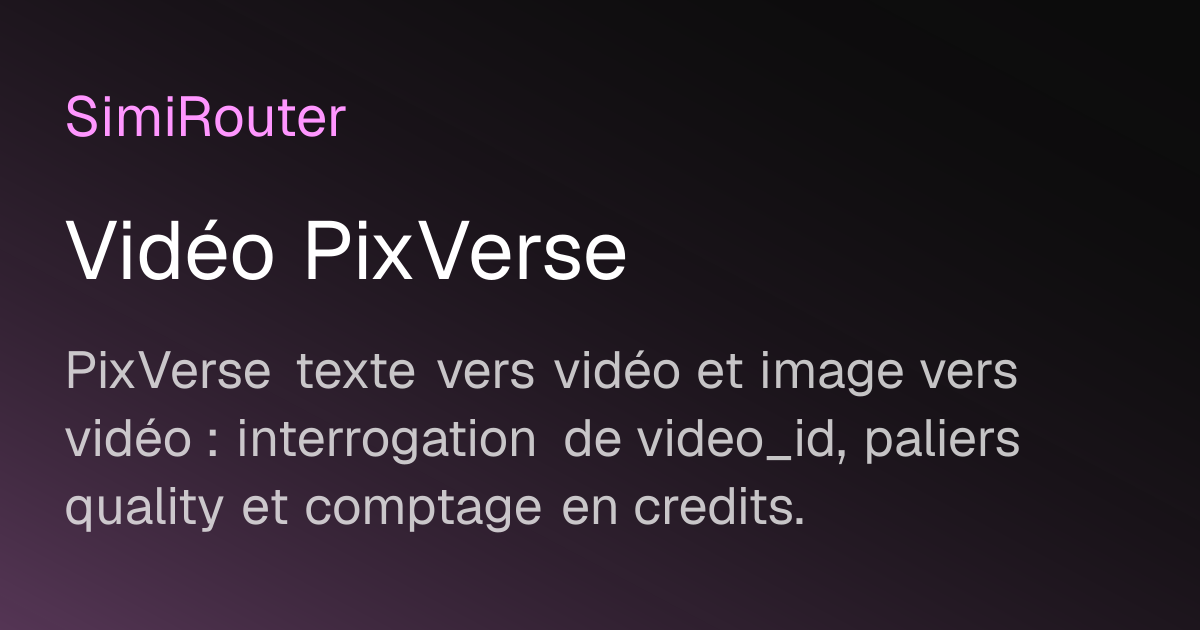 SimiRouter
Vidéo PixVerse
PixVerse texte vers vidéo et image vers
vidéo : interrogation de video_id, paliers
quality et comptage en credits.